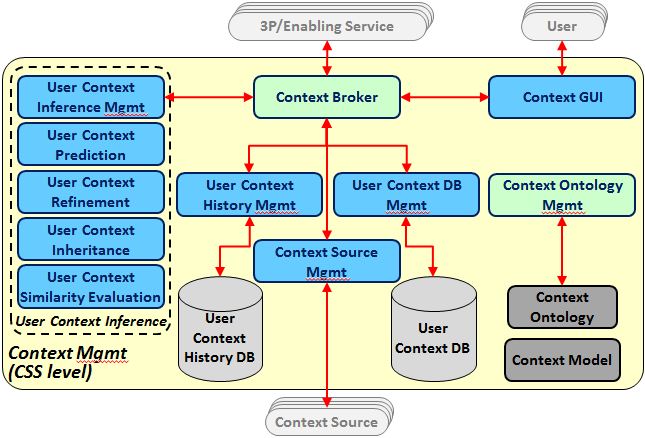 3P/Enabling Service
User
User Context
Inference Mgmt
Context Broker
Context GUI
User Context
Prediction
User Context
Refinement
User Context
History Mgmt
User Context DB
Mgmt
Context Ontology
Mgmt
User Context
Inheritance
Context Source
Mgmt
User Context
Similarity Evaluation
User Context Inference
User
Context
History DB
User
Context DB
Context
Ontology
Context Model
Context Mgmt
(CSS level)
Context Source